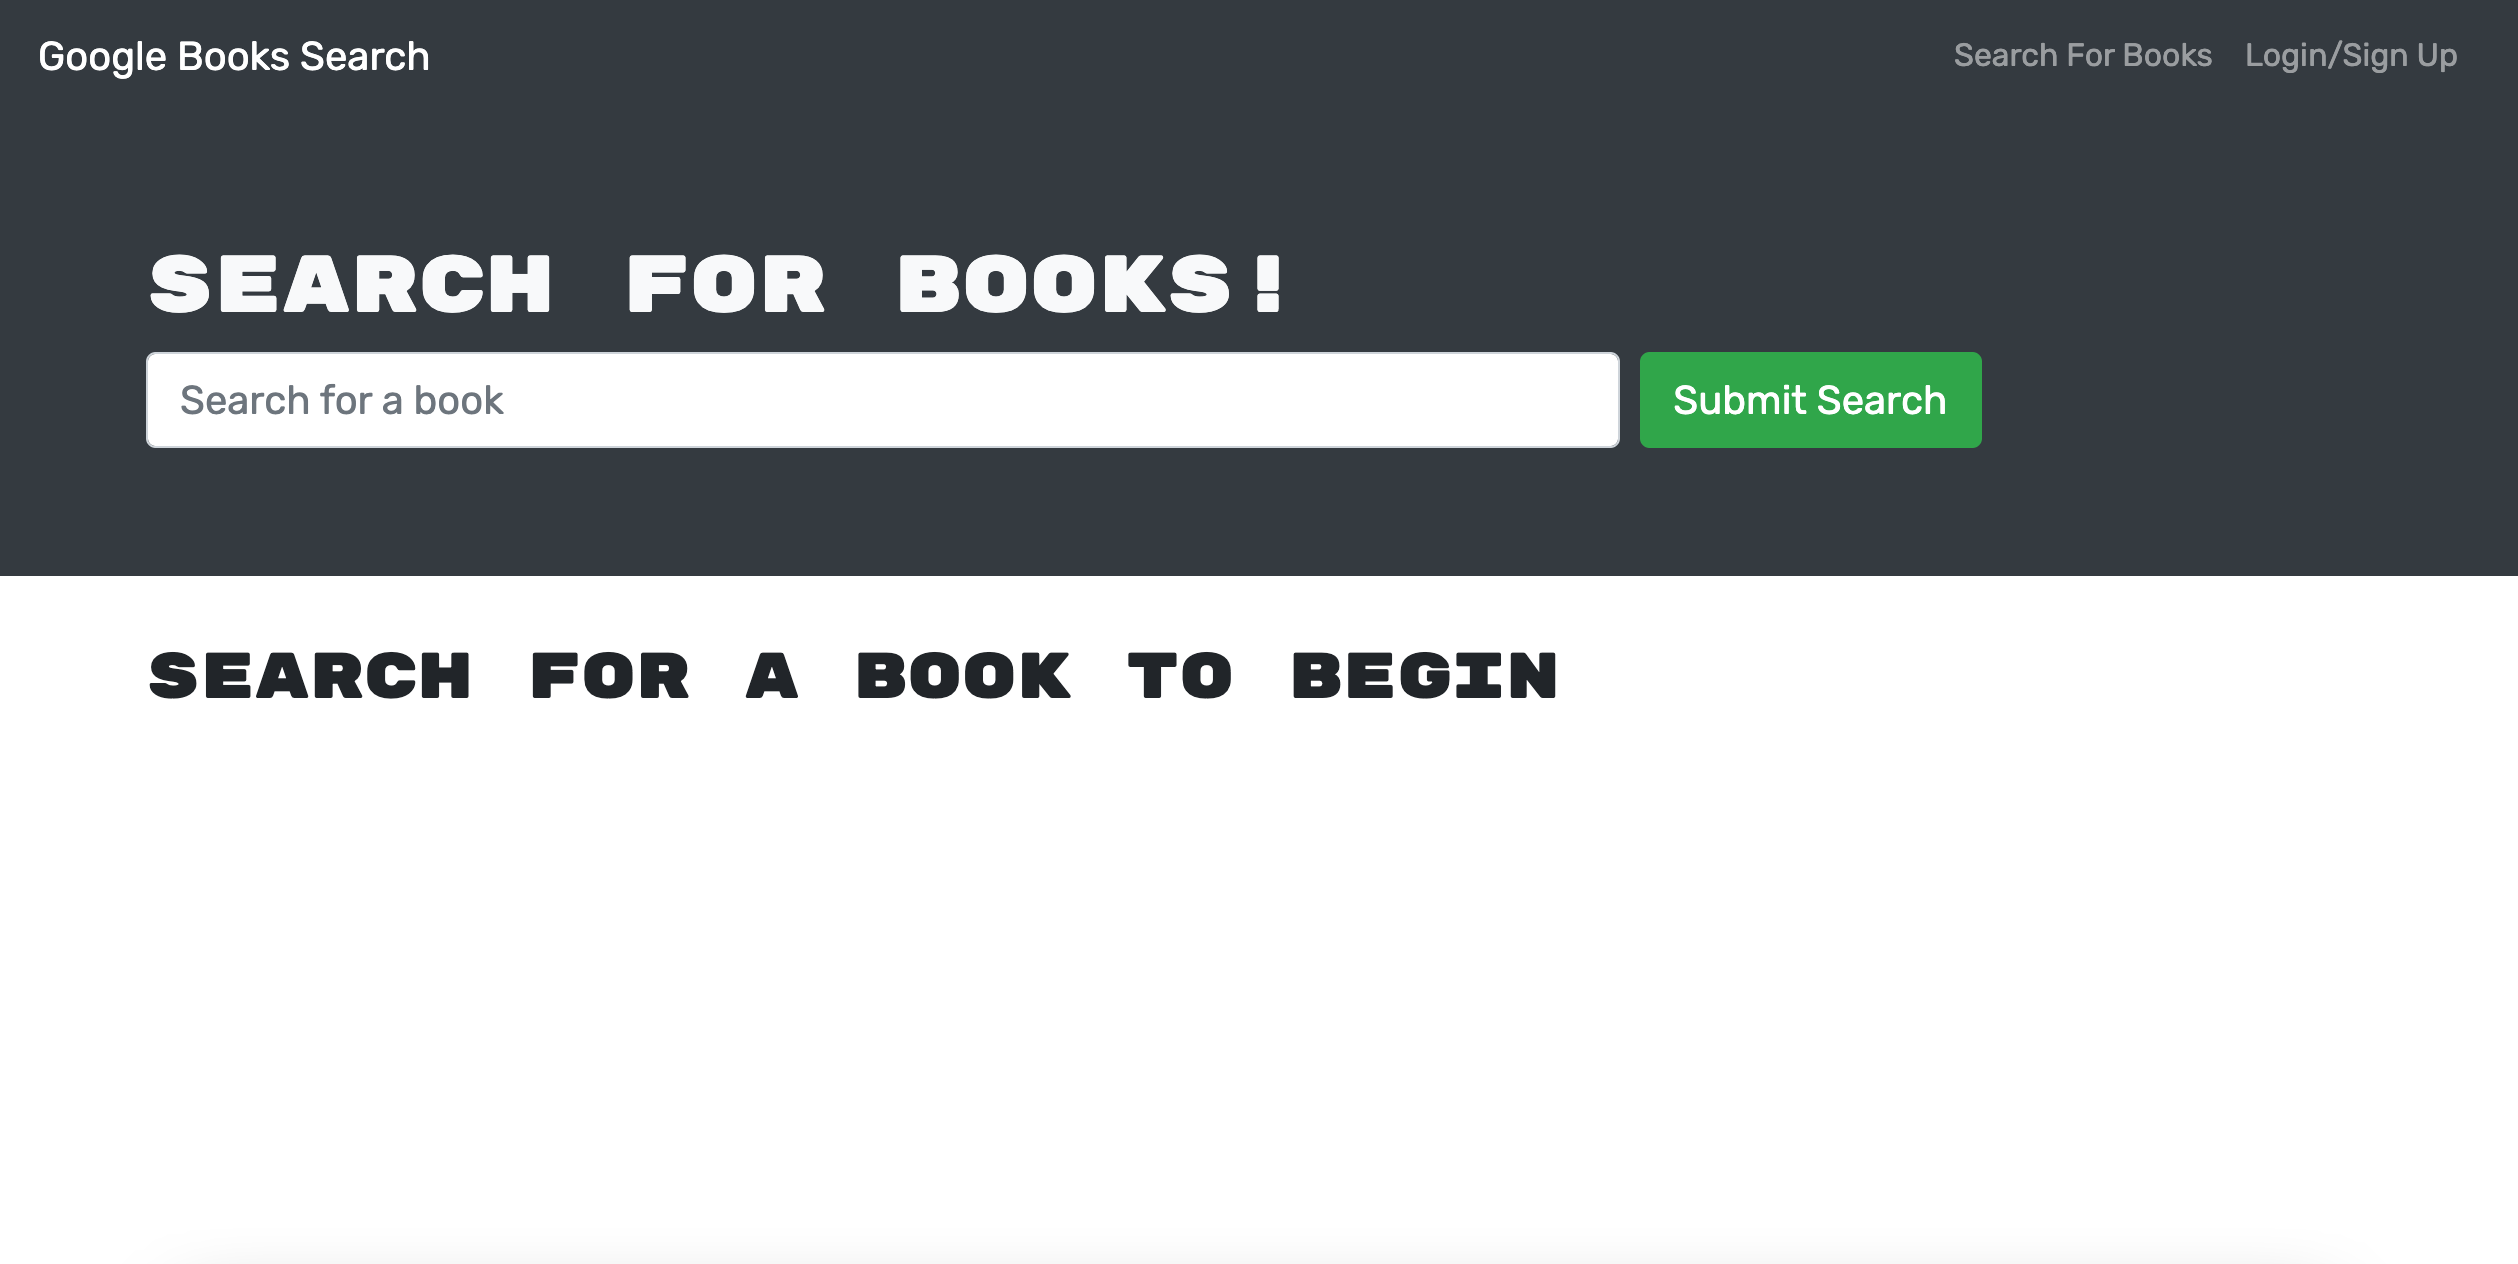 Google Books Search
Search For Books
Login/Sign Up
SEARCH FOR BOOKS!
Search for a book
Submit Search
SEARCH FOR A BOOK TO BEGIN